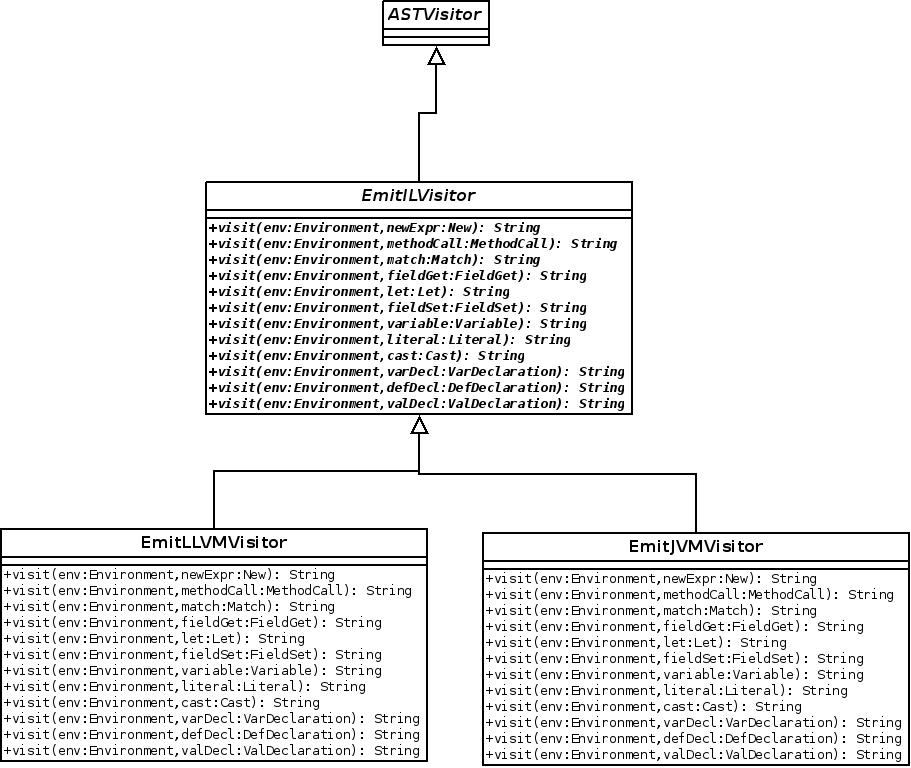 ASTVisitor
EmitILVisitor
+visit(env:Environment,newExpr:New): String
+visit(env:Environment,methodCall:MethodCall): String
+visit(env:Environment,match:Match): String
+visit(env:Environment,fieldGet:FieldGet): String
+visit(env:Environment,let:Let): String
+visit(env:Environment,fieldSet:FieldSet): String
+visit(env:Environment,variable:Variable): String
+visit(env:Environment,literal:Literal): String
+visit(env:Environment,cast:Cast): String
+visit(env:Environment,varDecl:VarDeclaration): String
+visit(env:Environment,defDecl:DefDeclaration): String
+visit(env:Environment,valDecl:ValDeclaration): String
EmitLLVMVisitor
+visit(env:Environment,newExpr:New): String
+visit(env:Environment,methodCall:MethodCall): String
+visit(env:Environment,match:Match): String
+visit(env:Environment,fieldGet:FieldGet): String
+visit(env:Environment,let:Let): String
+visit(env:Environment,fieldSet:FieldSet): String
+visit(env:Environment,variable:Variable): String
+visit(env:Environment,literal:Literal): String
+visit(env:Environment,cast:Cast): String
+visit(env:Environment,varDecl:VarDeclaration): String
+visit(env:Environment,defDecl:DefDeclaration): String
+visit(env:Environment,valDecl:ValDeclaration): String
EmitJVMVisitor
+visit(env:Environment,newExpr:New): String
+visit(env:Environment,methodCall:MethodCall): String
+visit(env:Environment,match:Match): String
+visit(env:Environment,fieldGet:FieldGet): String
+visit(env:Environment,let:Let): String
+visit(env:Environment,fieldSet:FieldSet): String
+visit(env:Environment,variable:Variable): String
+visit(env:Environment,literal:Literal): String
+visit(env:Environment,cast:Cast): String
+visit(env:Environment,varDecl:VarDeclaration): String
+visit(env:Environment,defDecl:DefDeclaration): String
+visit(env:Environment,valDecl:ValDeclaration): String